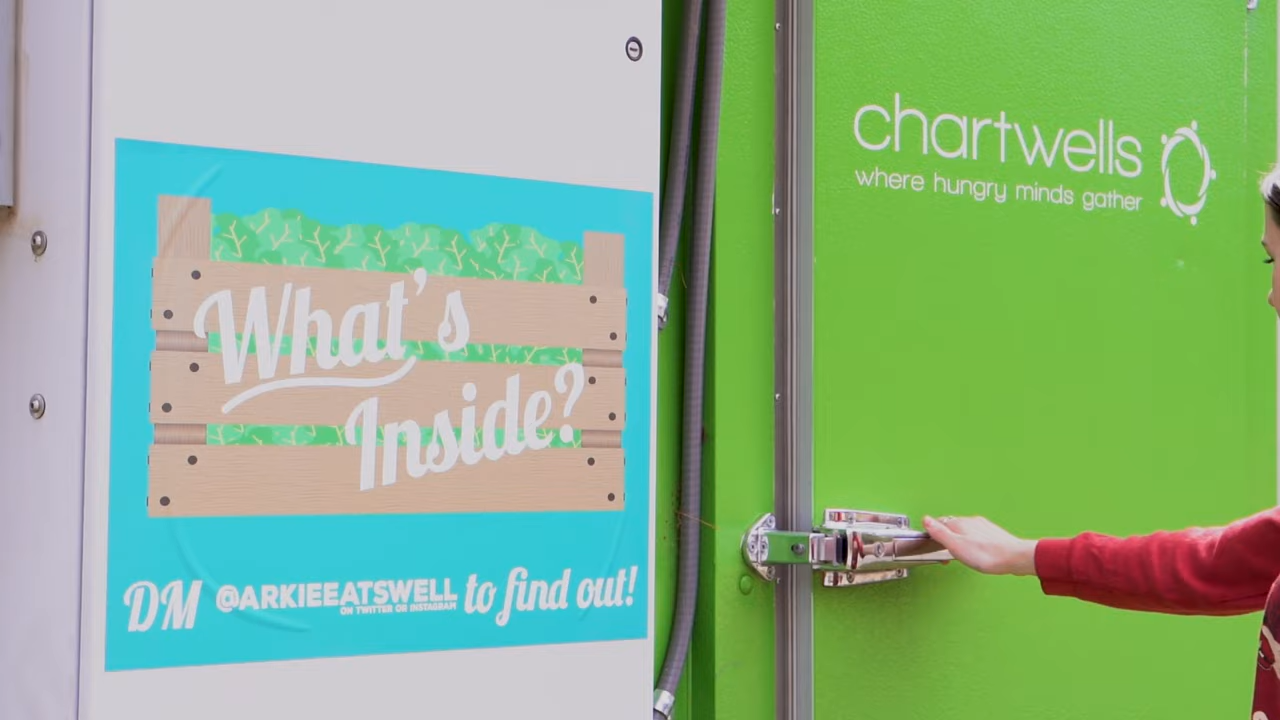 What's
Inside?
DM @ARKIEEATSWELL to find out!
ON TWITTER OR INSTAGRAM
chartwells
where hungry minds gather